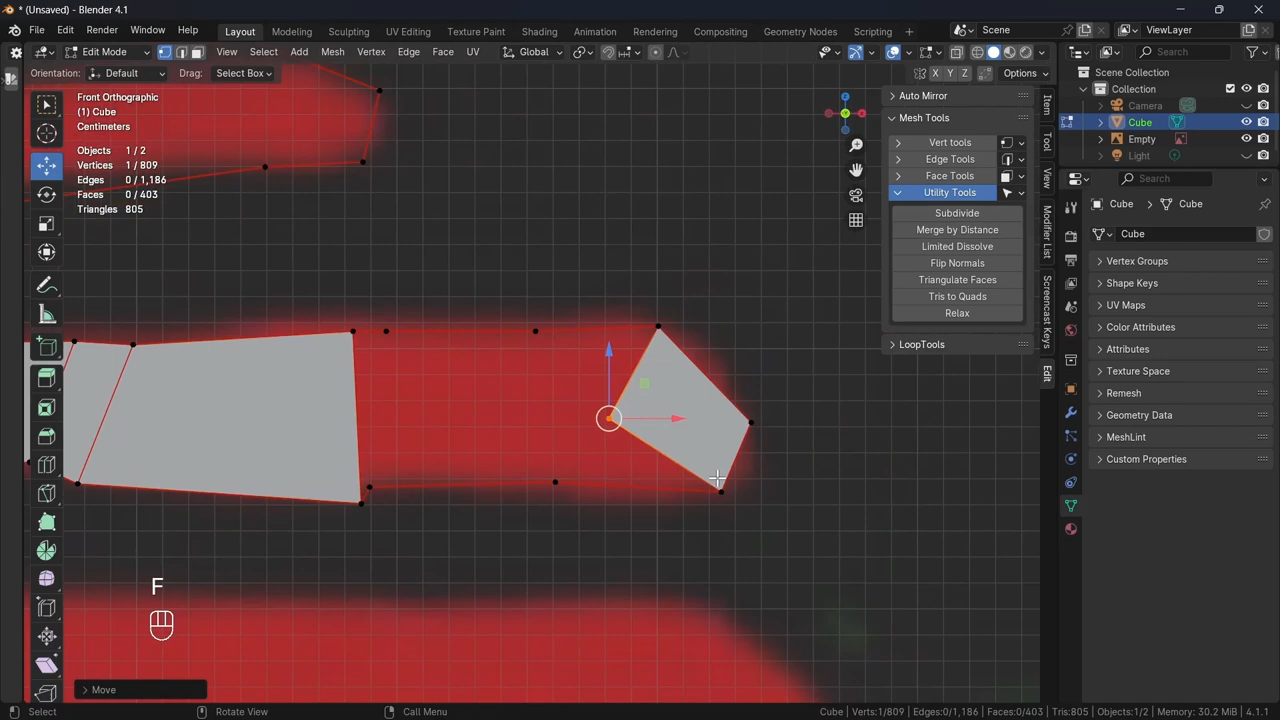 * (Unsaved) - Blender 4.1
File Edit Render Window Help
Layout Modeling Sculpting UV Editing Texture Paint Shading Animation Rendering Compositing Geometry Nodes Scripting +
Scene
ViewLayer
Edit Mode
View Select Add Mesh Vertex Edge Face UV
Global
Search
Orientation: Default Drag: Select Box
X Y Z Options
Scene Collection
Collection
Camera
Cube
Empty
Light
Front Orthographic
(1) Cube
Centimeters
Objects 1 / 2
Vertices 1 / 809
Edges 0 / 1,186
Faces 0 / 403
Triangles 805
Auto Mirror
Mesh Tools
Vert tools
Edge Tools
Face Tools
Utility Tools
Subdivide
Merge by Distance
Limited Dissolve
Flip Normals
Triangulate Faces
Tris to Quads
Relax
LoopTools
Item
Tool
View
Modifier List
Screencast Keys
Edit
Search
Cube > Cube
Cube
Vertex Groups
Shape Keys
UV Maps
Color Attributes
Attributes
Texture Space
Remesh
Geometry Data
MeshLint
Custom Properties
Z
F
Move
Select
Rotate View
Call Menu
Cube | Verts:1/809 | Edges:0/1,186 | Faces:0/403 | Tris:805 | Objects:1/2 | Memory: 30.2 MiB | 4.1.1